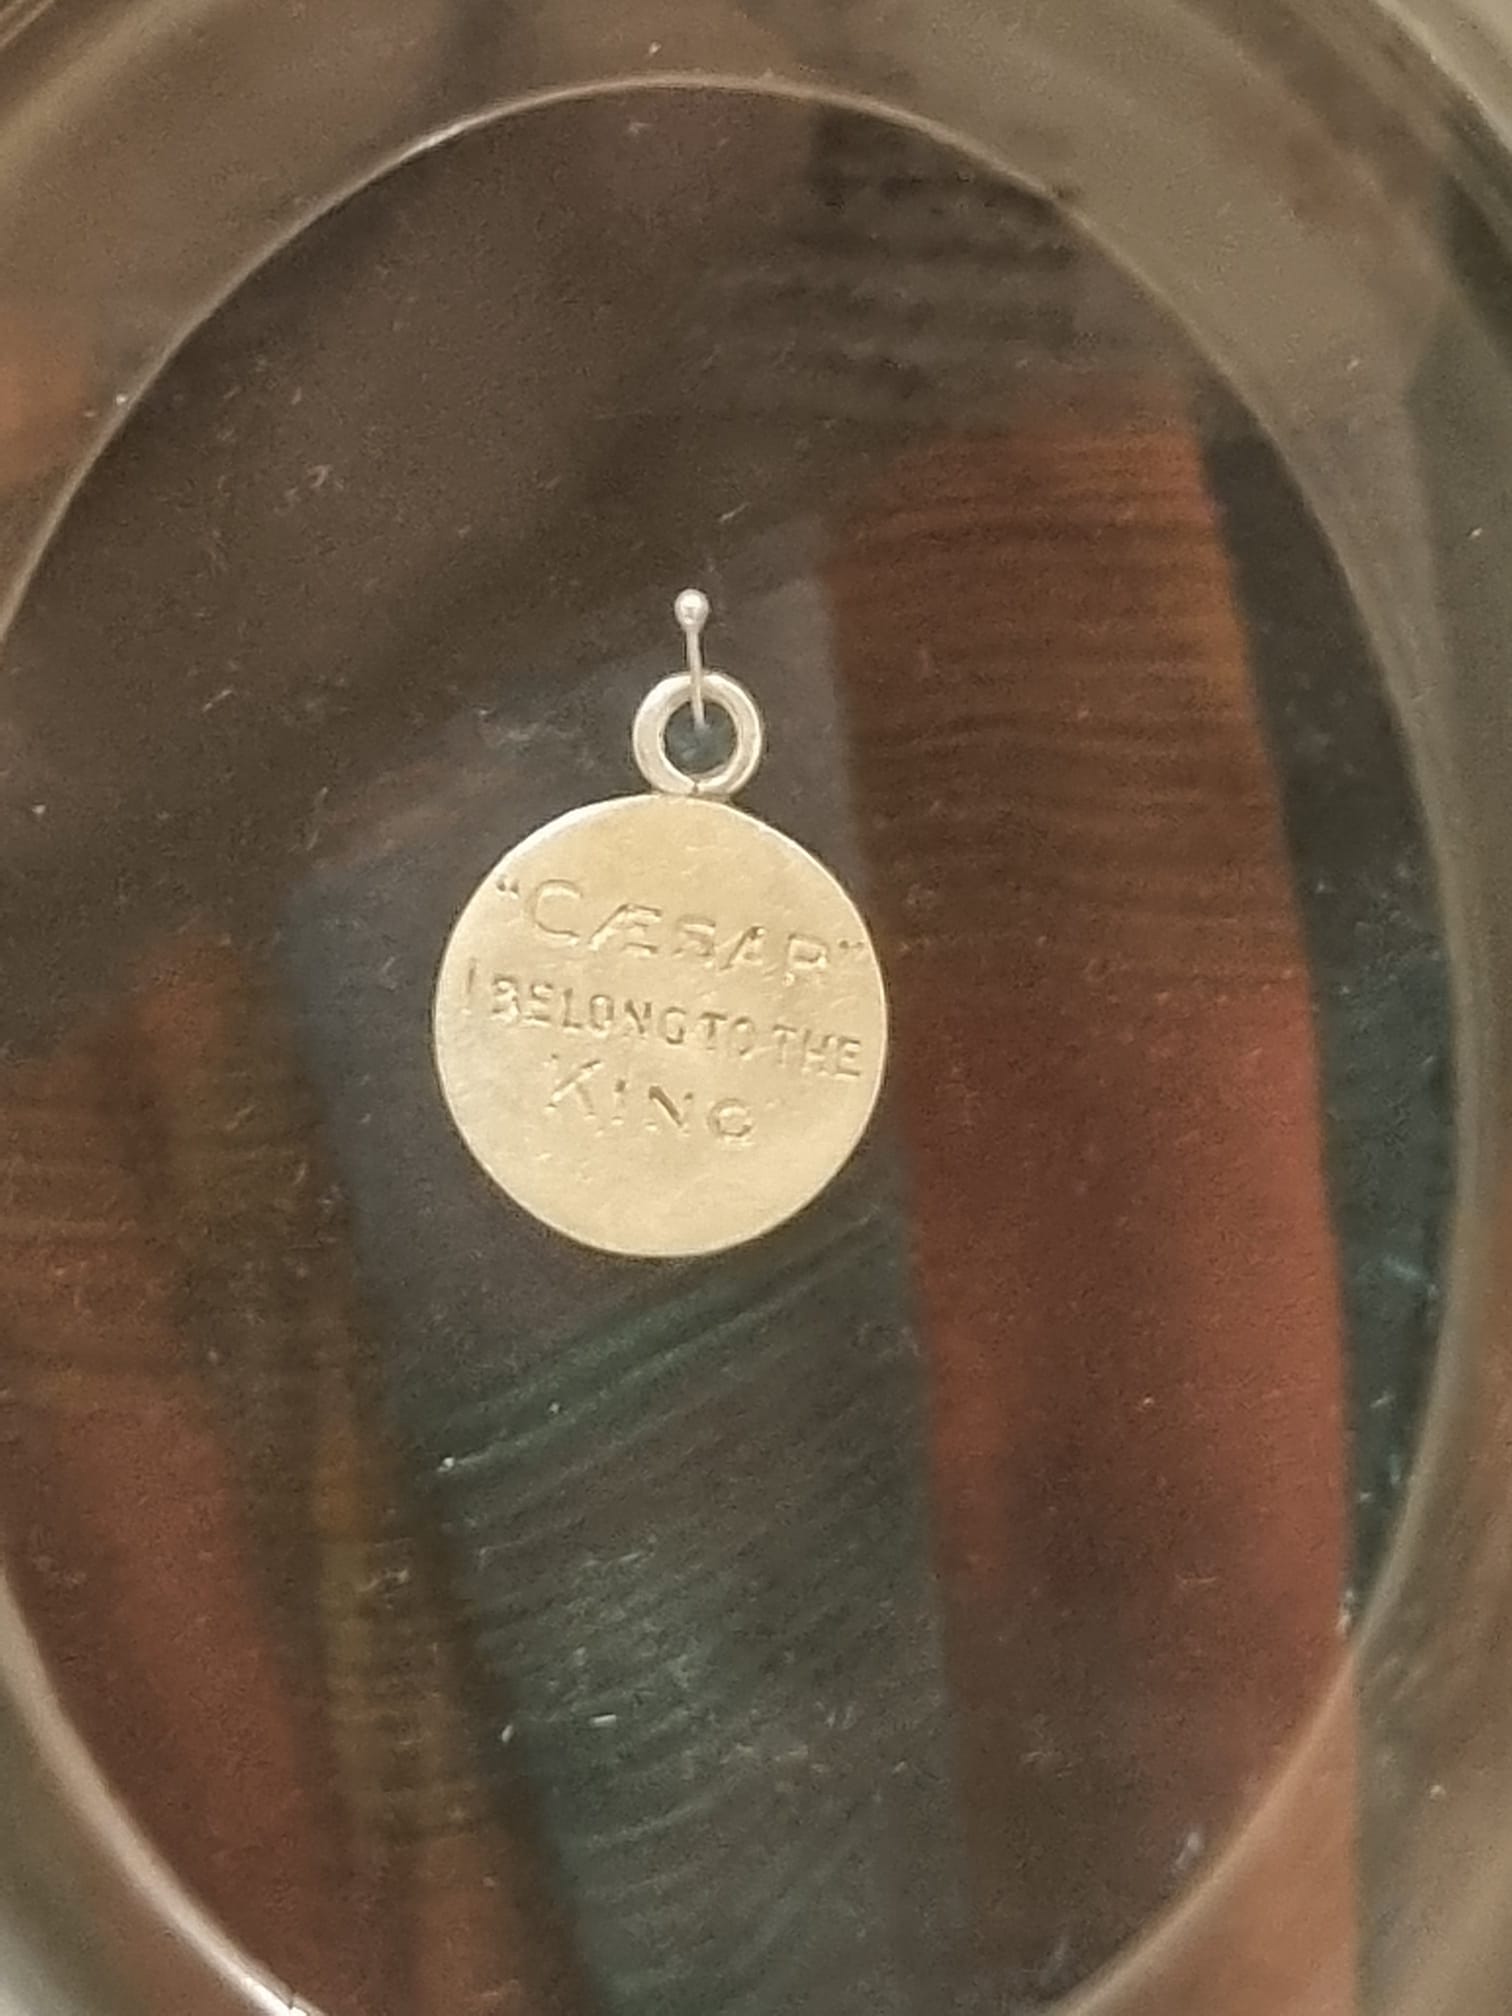 “CÆSAR”
I BELONG TO THE
KING